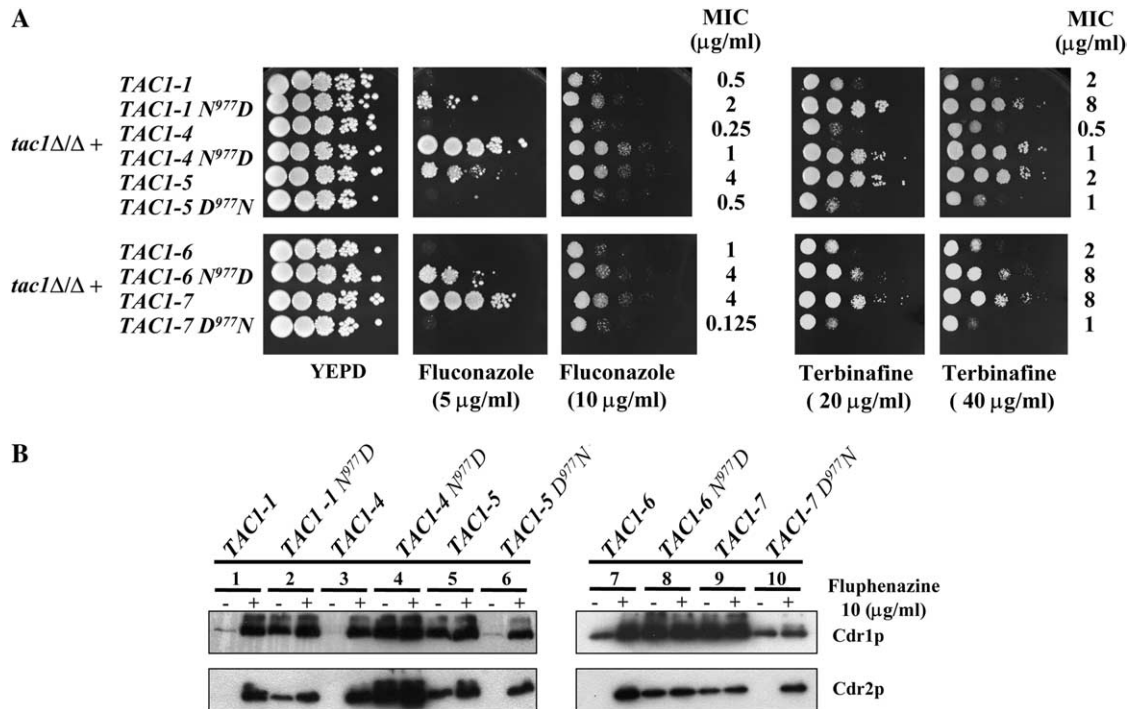 A
MIC
(μg/ml)
MIC
(μg/ml)
tac1Δ/Δ +
TAC1-1
TAC1-1 N⁹⁷⁷D
TAC1-4
TAC1-4 N⁹⁷⁷D
TAC1-5
TAC1-5 D⁹⁷⁷N
0.5
2
0.25
1
4
0.5
2
8
0.5
1
2
1
tac1Δ/Δ +
TAC1-6
TAC1-6 N⁹⁷⁷D
TAC1-7
TAC1-7 D⁹⁷⁷N
1
4
4
0.125
2
8
8
1
YEPD
Fluconazole
(5 μg/ml)
Fluconazole
(10 μg/ml)
Terbinafine
( 20 μg/ml)
Terbinafine
( 40 μg/ml)
B
TAC1-1
TAC1 -1 N⁹⁷⁷D
TAC1-4
TAC1-4 N⁹⁷⁷D
TAC1-5
TAC1-5 D⁹⁷⁷N
TAC1-6
TAC1-6 N⁹⁷⁷D
TAC1-7
TAC1-7 D⁹⁷⁷N
1 2 3 4 5 6 7 8 9 10
- + - + - + - + - + - + - + - + - + - +
Fluphenazine
10 (μg/ml)
Cdr1p
Cdr2p